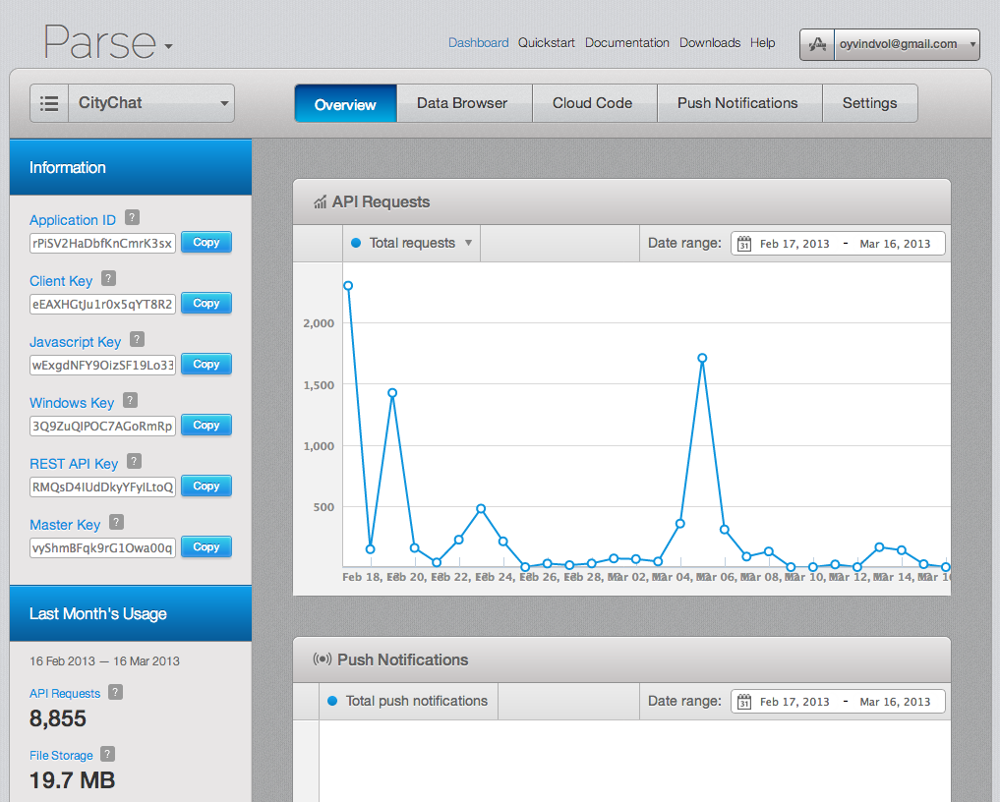 Parse
Dashboard Quickstart Documentation Downloads Help
oyvindvol@gmail.com
CityChat
Overview Data Browser Cloud Code Push Notifications Settings
Information
Application ID ?
rPiSV2HaDbfKnCmrK3sx Copy
Client Key ?
eEAXHGtJu1r0x5qYT8R2 Copy
Javascript Key ?
wExgdNFY9OizSF19Lo33 Copy
Windows Key ?
3Q9ZuQIPOC7AGoRmRp Copy
REST API Key ?
RMQsD4IUdDkyYFyILtoQ Copy
Master Key ?
vyShmBFqk9rG1Owa00q Copy
Last Month's Usage
16 Feb 2013 — 16 Mar 2013
API Requests ?
8,855
File Storage ?
19.7 MB
API Requests
Total requests Date range: 31 Feb 17, 2013 - Mar 16, 2013
2,000
1,500
1,000
500
Feb 18, Feb 20, Feb 22, Feb 24, Feb 26, Feb 28, Mar 02, Mar 04, Mar 06, Mar 08, Mar 10, Mar 12, Mar 14, Mar 16
Push Notifications
Total push notifications Date range: 31 Feb 17, 2013 - Mar 16, 2013